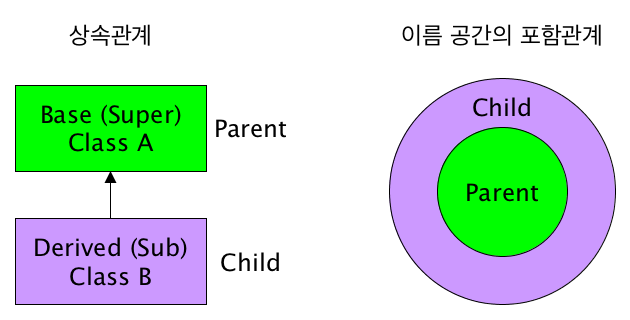 상속관계
Base (Super)
Class A
Parent
Derived (Sub)
Class B
Child
이름 공간의 포함관계
Child
Parent